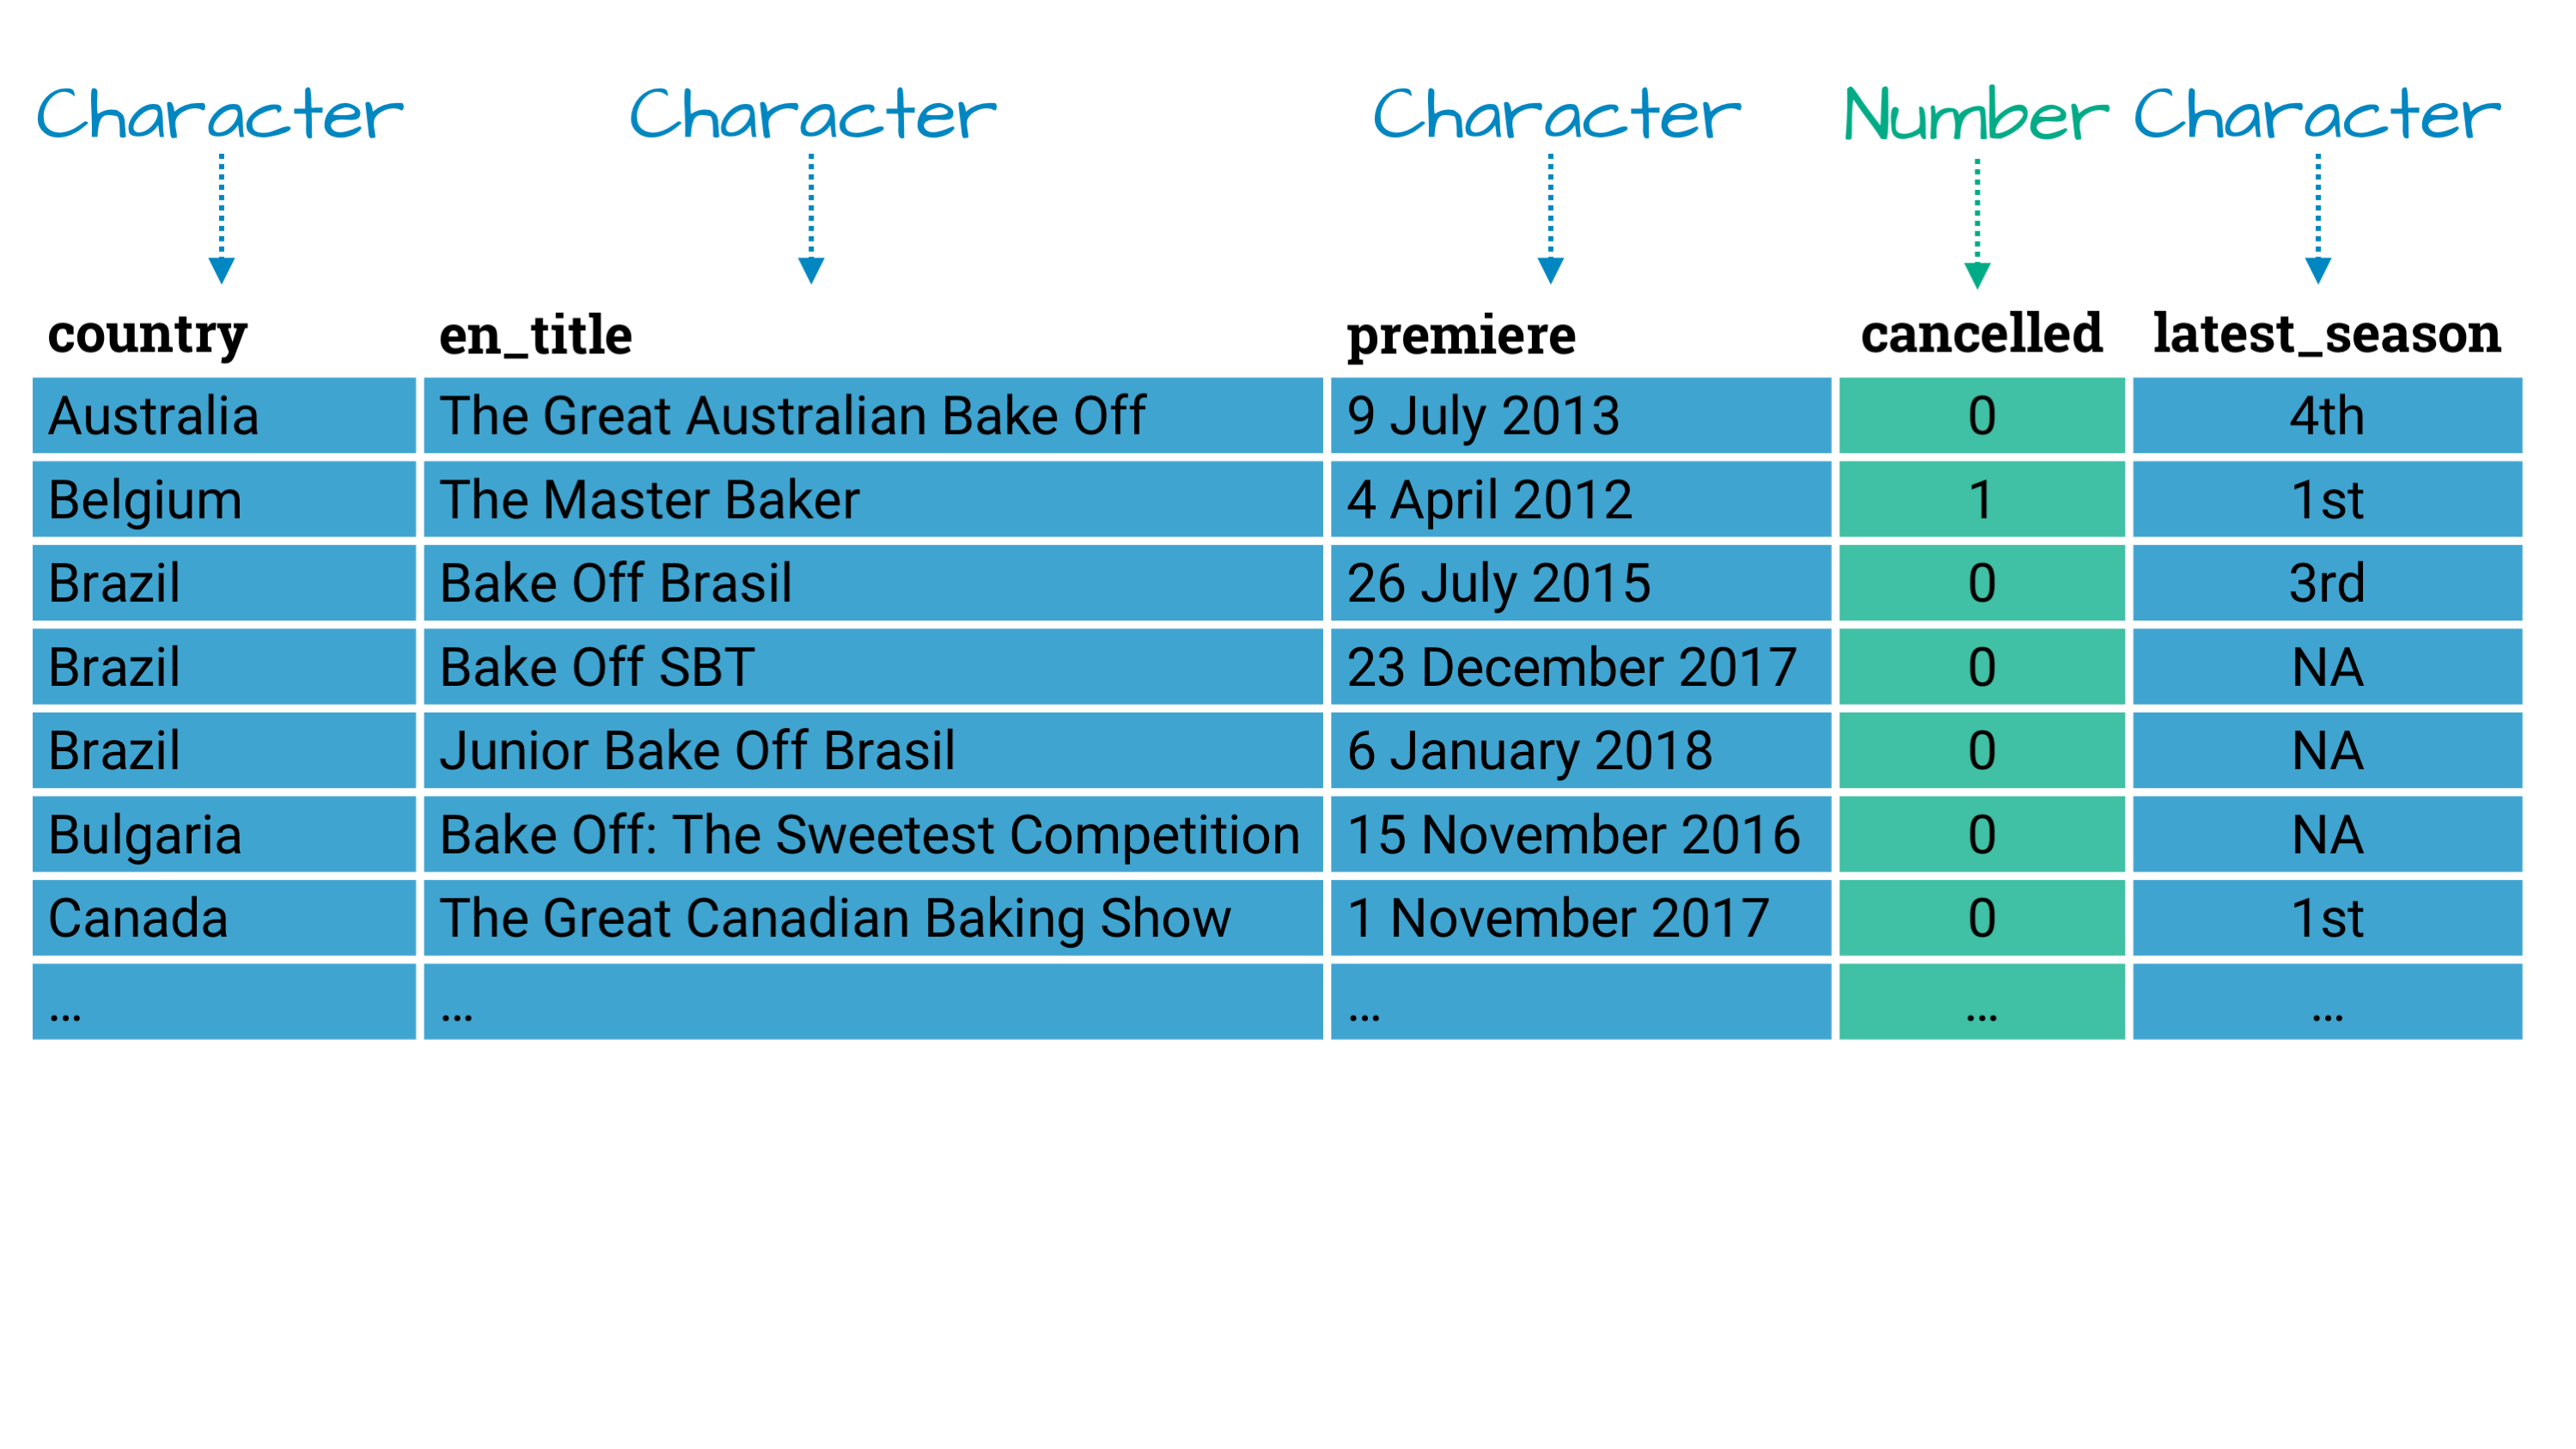 Character Character Character Number Character
country en_title premiere cancelled latest_season
Australia The Great Australian Bake Off 9 July 2013 0 4th
Belgium The Master Baker 4 April 2012 1 1st
Brazil Bake Off Brasil 26 July 2015 0 3rd
Brazil Bake Off SBT 23 December 2017 0 NA
Brazil Junior Bake Off Brasil 6 January 2018 0 NA
Bulgaria Bake Off: The Sweetest Competition 15 November 2016 0 NA
Canada The Great Canadian Baking Show 1 November 2017 0 1st
... ... ... ... ...